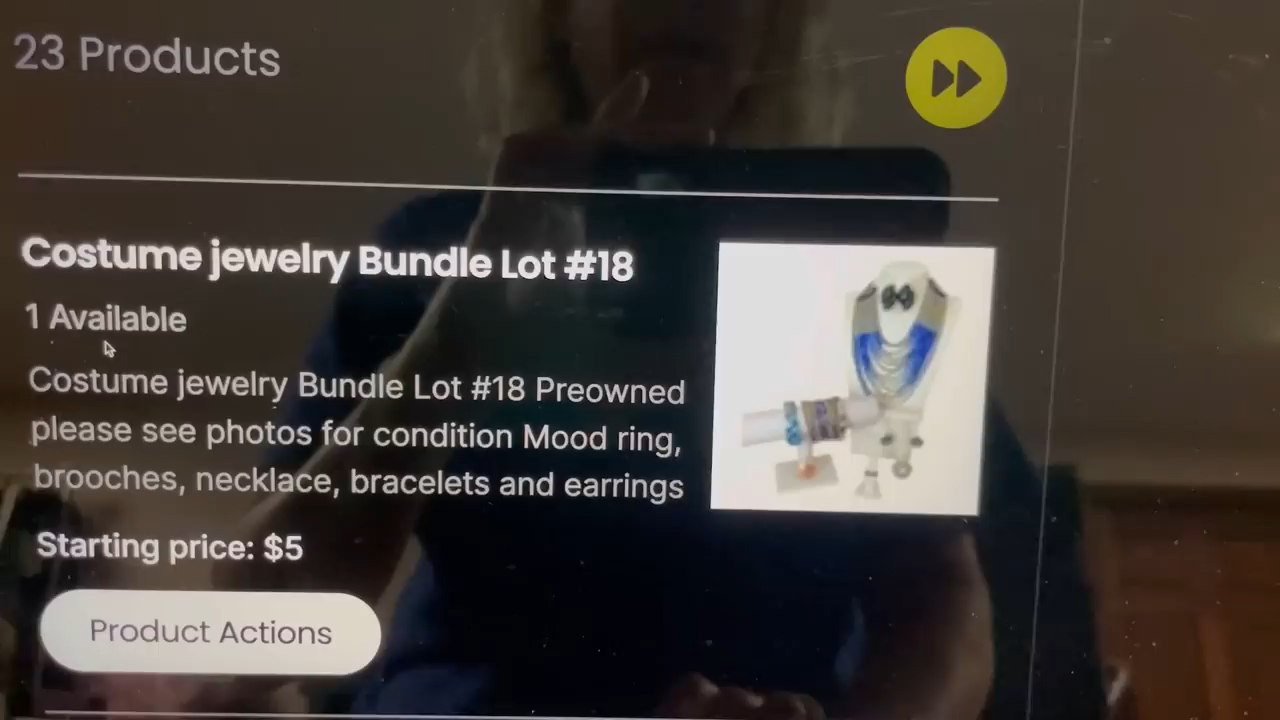 23 Products
Costume jewelry Bundle Lot #18
1 Available
Costume jewelry Bundle Lot #18 Preowned
please see photos for condition Mood ring,
brooches, necklace, bracelets and earrings
Starting price: $5
Product Actions